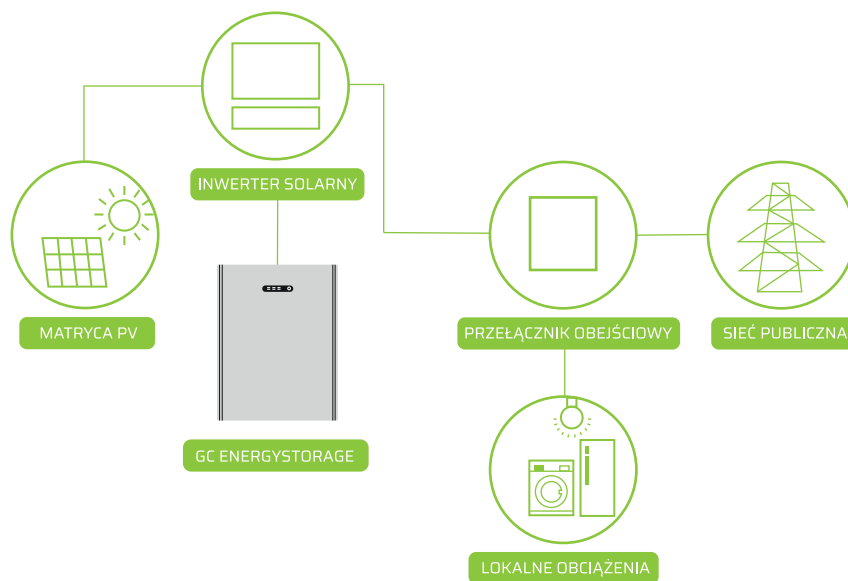 INWERTER SOLARNY
MATRYCA PV
PRZEŁĄCZNIK OBEJŚCIOWY
SIEĆ PUBLICZNA
GC ENERGYSTORAGE
LOKALNE OBCIĄŻENIA